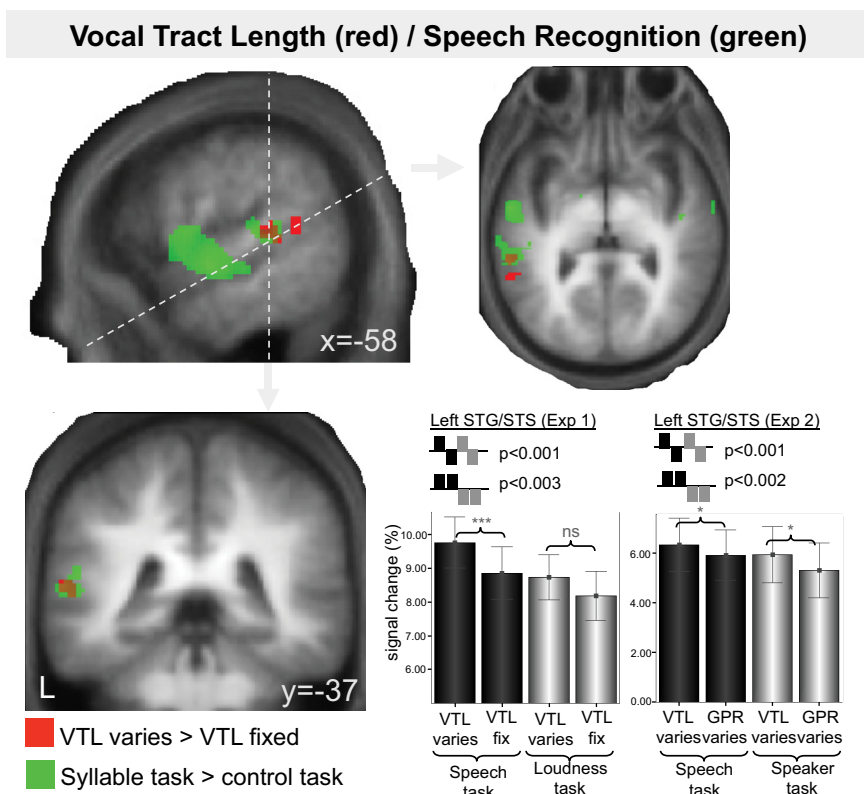 Vocal Tract Length (red) / Speech Recognition (green)
x=-58
L
y=-37
VTL varies > VTL fixed
Syllable task > control task
Left STG/STS (Exp 1)
p<0.001
p<0.003
signal change (%)
10.00
9.00
8.00
7.00
6.00
***
ns
VTL varies
VTL fix
VTL varies
VTL fix
Speech task
Loudness task
Left STG/STS (Exp 2)
p<0.001
p<0.002
6.00
4.00
2.00
0.00
*
*
VTL varies
GPR varies
VTL varies
GPR varies
Speech task
Speaker task